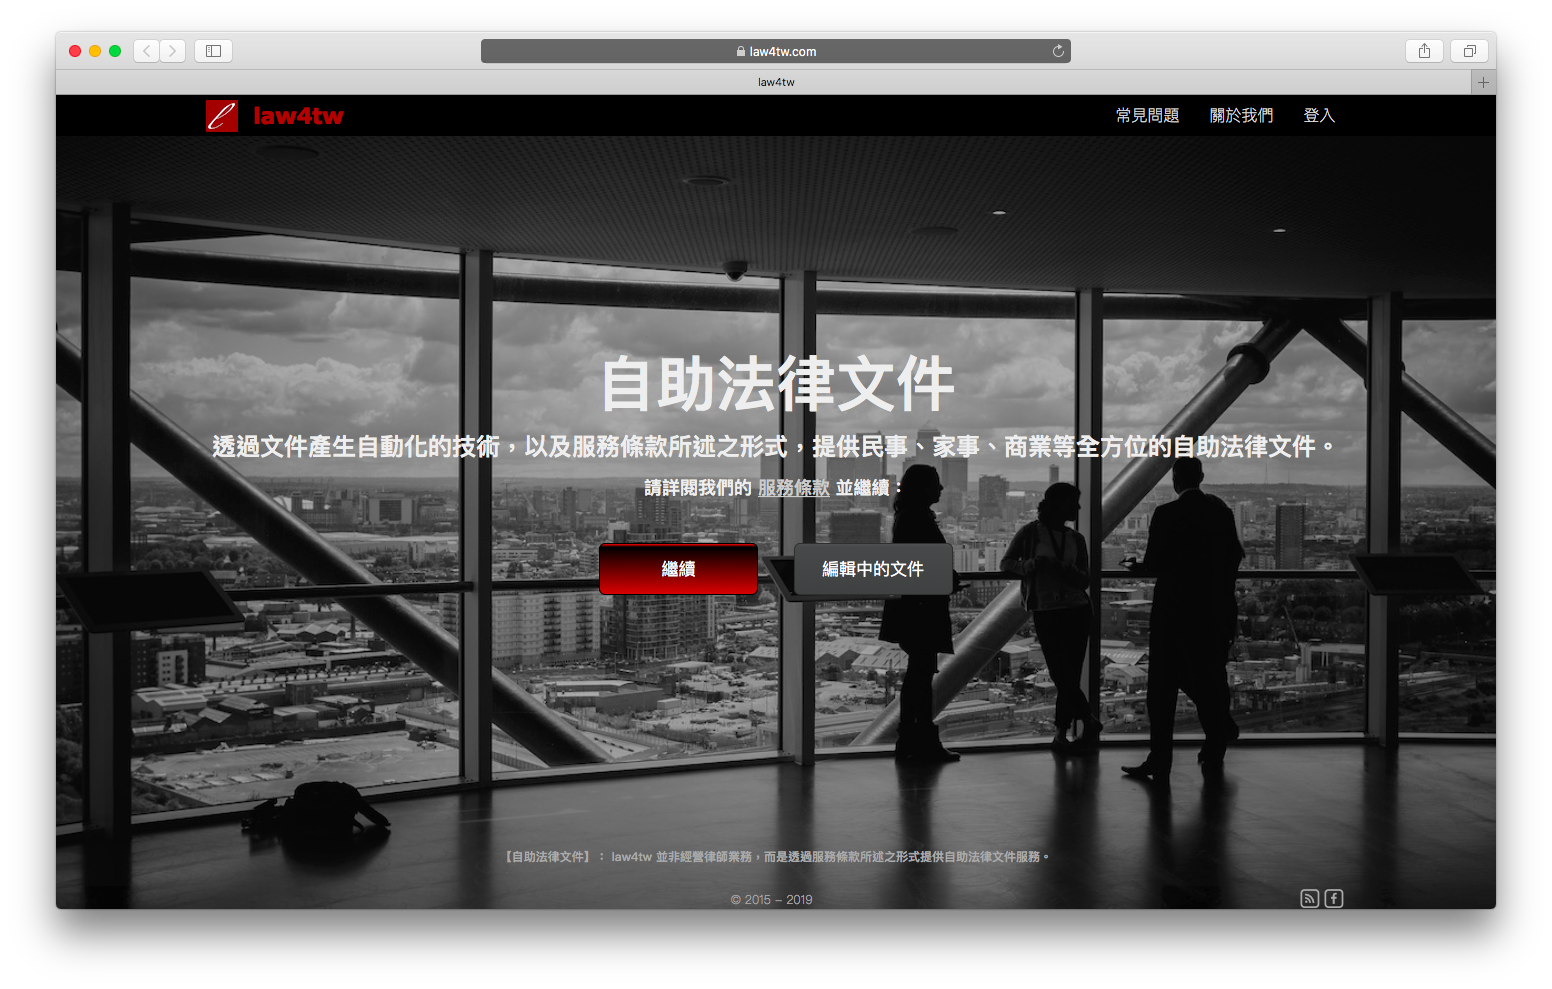 law4tw.com
law4tw
law4tw
常見問題 關於我們 登入
自助法律文件
透過文件產生自動化的技術，以及服務條款所述之形式，提供民事、家事、商業等全方位的自助法律文件。
請詳閱我們的 服務條款 並繼續：
繼續 編輯中的文件
【自助法律文件】： law4tw 並非經營律師業務，而是透過服務條款所述之形式提供自助法律文件服務。
© 2015 – 2019